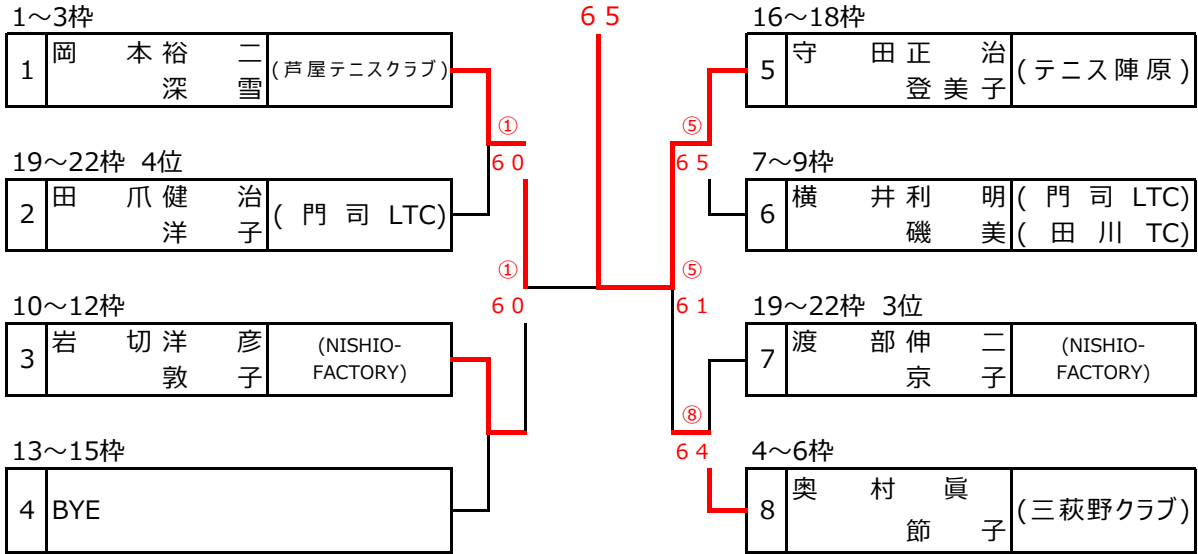 1～3枠
1 岡 本 裕 二 (芦屋テニスクラブ)
深 雪
①
6 0
19～22枠 4位
2 田 爪 健 治 ( 門 司 LTC)
洋 子
①
6 0
10～12枠
3 岩 切 洋 彦 (NISHIO-
敦 子 FACTORY)
13～15枠
4 BYE
6 5
16～18枠
5 守 田 正 治 (テニス陣原)
登 美 子
⑤
6 5
7～9枠
6 横 井 利 明 ( 門 司 LTC)
磯 美 ( 田 川 TC)
⑤
6 1
19～22枠 3位
7 渡 部 伸 二 (NISHIO-
京 子 FACTORY)
⑧
6 4
4～6枠
8 奥 村 眞 (三萩野クラブ)
節 子